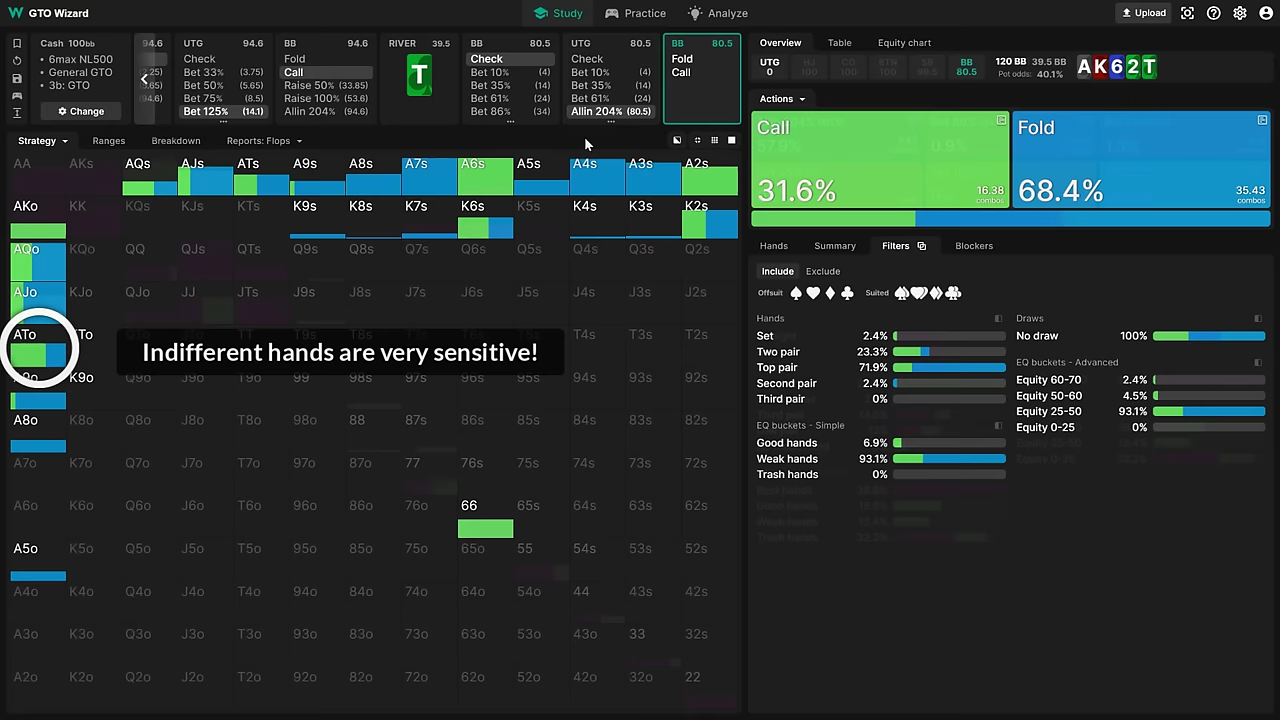 GTO Wizard
Study
Practice
Analyze
Upload
Cash 100bb
• 6max NL500
• General GTO
• 3b: GTO
Change
94.6
UTG 94.6
Check
Bet 33% (3.75)
Bet 50% (5.65)
Bet 75% (8.5)
Bet 125% (14.1)
BB 94.6
Fold
Call
Raise 50% (33.85)
Raise 100% (53.6)
Allin 204% (94.6)
RIVER 39.5
T
BB 80.5
Check
Bet 10% (4)
Bet 35% (14)
Bet 61% (24)
Bet 86% (34)
UTG 80.5
Check
Bet 10% (4)
Bet 35% (14)
Bet 61% (24)
Allin 204% (80.5)
BB 80.5
Fold
Call
Strategy
Ranges
Breakdown
Reports: Flops
AA AKs AQs AJs ATs A9s A8s A7s A6s A5s A4s A3s A2s
AKo KK KQs KJs KTs K9s K8s K7s K6s K5s K4s K3s K2s
AQo KQo QQ QJs QTs Q9s Q8s Q7s Q6s Q5s Q4s Q3s Q2s
AJo KJo QJo JJ JTs J9s J8s J7s J6s J5s J4s J3s J2s
ATo T3s T2s
Indifferent hands are very sensitive!
K9o Q9o J9o T9o 99 98s 97s 96s 95s 94s 93s 92s
A8o K8o Q8o J8o T8o 98o 88 87s 86s 85s 84s 83s 82s
A7o K7o Q7o J7o T7o 97o 87o 77 76s 75s 74s 73s 72s
A6o K6o Q6o J6o T6o 96o 86o 76o 66 65s 64s 63s 62s
A5o K5o Q5o J5o T5o 95o 85o 75o 65o 55 54s 53s 52s
A4o K4o Q4o J4o T4o 94o 84o 74o 64o 54o 44 43s 42s
A3o K3o Q3o J3o T3o 93o 83o 73o 63o 53o 43o 33 32s
A2o K2o Q2o J2o T2o 92o 82o 72o 62o 52o 42o 32o 22
Overview
Table
Equity chart
UTG 0
HJ 100
CO 100
BTN 100
SB 99.5
BB 80.5
120 BB 39.5 BB
Pot odds: 40.1%
AK62T
Actions
Call
31.6%
16.38 combos
Fold
68.4%
35.43 combos
Hands
Summary
Filters
Blockers
Include
Exclude
Offsuit
Suited
Hands
Set 2.4%
Two pair 23.3%
Top pair 71.9%
Second pair 2.4%
Third pair 0%
EQ buckets - Simple
Good hands 6.9%
Weak hands 93.1%
Trash hands 0%
Draws
No draw 100%
EQ buckets - Advanced
Equity 60-70 2.4%
Equity 50-60 4.5%
Equity 25-50 93.1%
Equity 0-25 0%